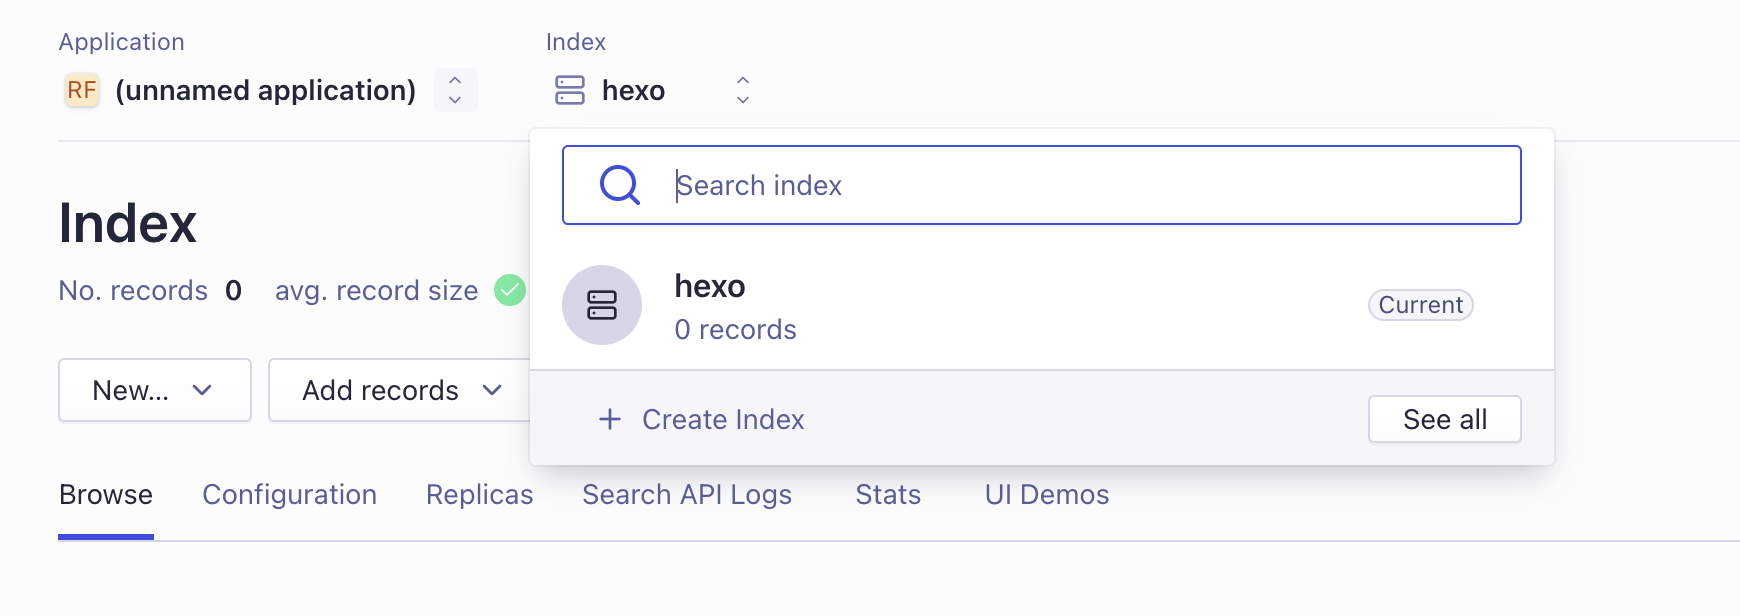 Application
Index
RF (unnamed application)
hexo
Search index
Index
No. records 0 avg. record size
hexo
0 records
Current
New...
Add records
+ Create Index
See all
Browse
Configuration
Replicas
Search API Logs
Stats
UI Demos